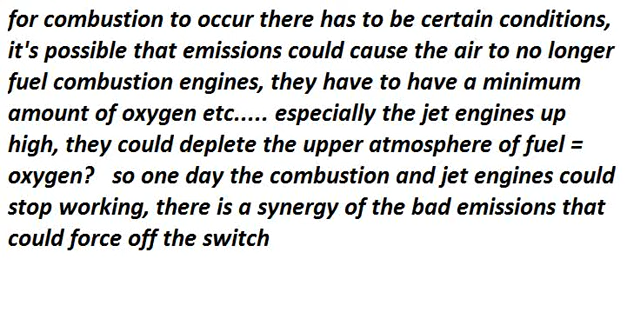 for combustion to occur there has to be certain conditions,
it's possible that emissions could cause the air to no longer
fuel combustion engines, they have to have a minimum
amount of oxygen etc..... especially the jet engines up
high, they could deplete the upper atmosphere of fuel =
oxygen?   so one day the combustion and jet engines could
stop working, there is a synergy of the bad emissions that
could force off the switch